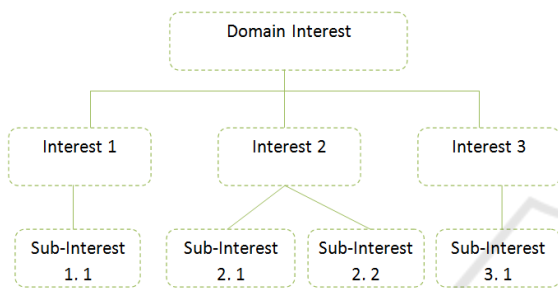 Domain Interest
Interest 1
Interest 2
Interest 3
Sub-Interest
1. 1
Sub-Interest
2. 1
Sub-Interest
2. 2
Sub-Interest
3. 1